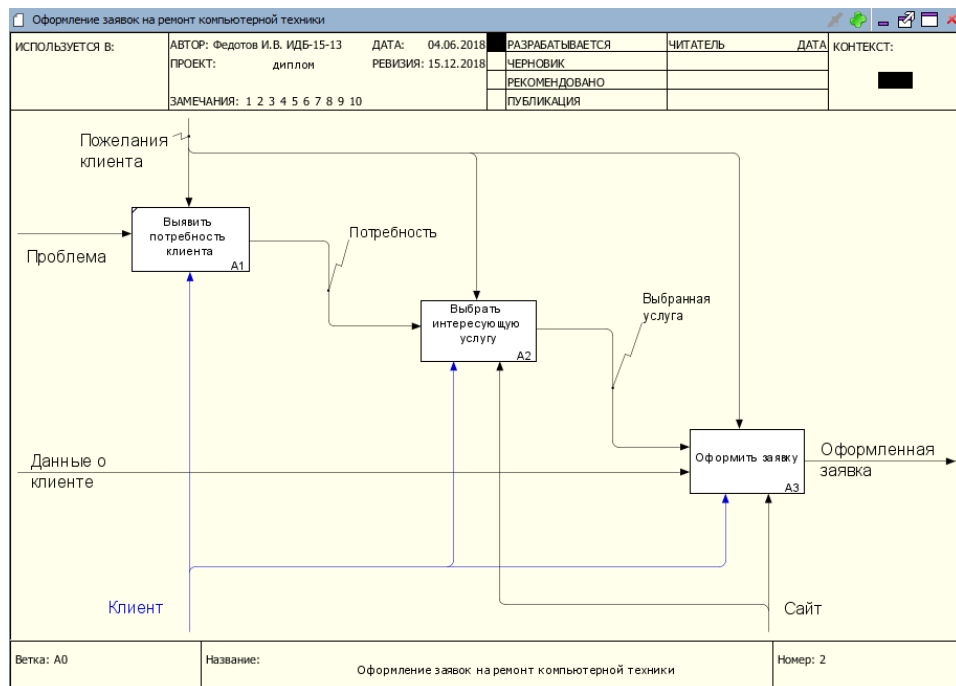 Оформление заявок на ремонт компьютерной техники
ИСПОЛЬЗУЕТСЯ В:
АВТОР: Федотов И.В. ИДБ-15-13
ДАТА: 04.06.2018
ПРОЕКТ: диплом
РЕВИЗИЯ: 15.12.2018
ЗАМЕЧАНИЯ: 1 2 3 4 5 6 7 8 9 10
РАЗРАБАТЫВАЕТСЯ
ЧЕРНОВИК
РЕКОМЕНДОВАНО
ПУБЛИКАЦИЯ
ЧИТАТЕЛЬ
ДАТА
КОНТЕКСТ:
Пожелания
клиента
Выявить
потребность
клиента
A1
Проблема
Потребность
Выбрать
интересующую
услугу
A2
Выбранная
услуга
Данные о
клиенте
Оформить заявку
A3
Оформленная
заявка
Клиент
Сайт
Ветка: A0
Название:
Оформление заявок на ремонт компьютерной техники
Номер: 2